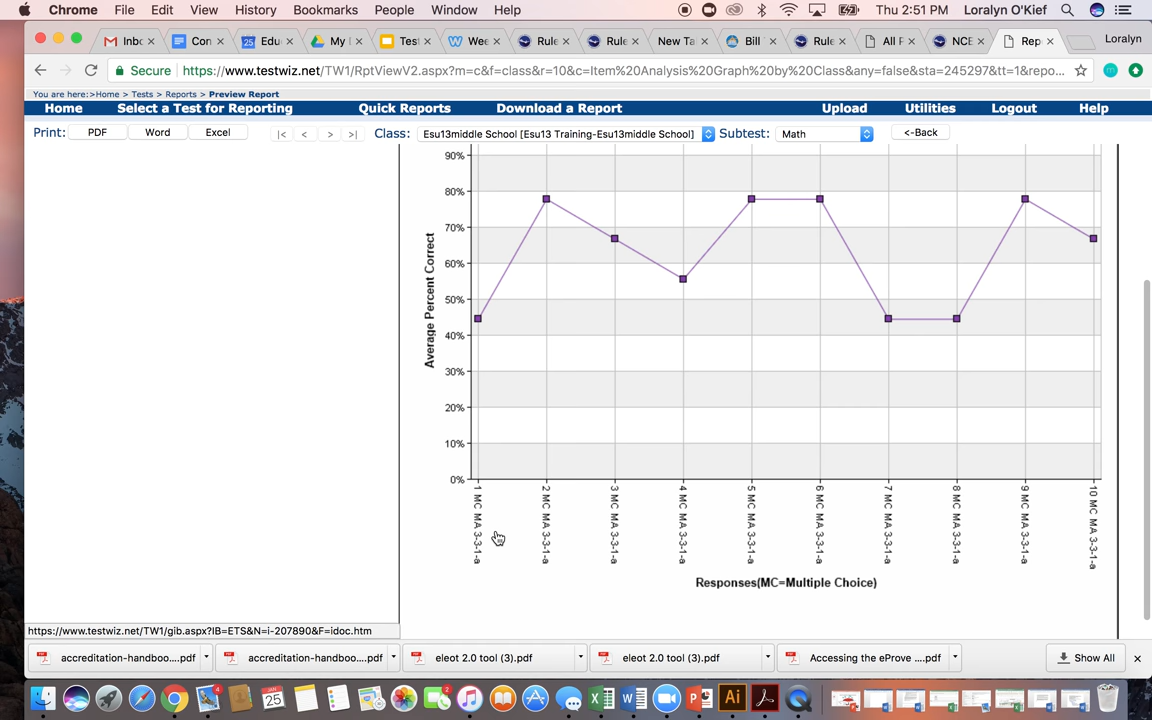 Chrome File Edit View History Bookmarks People Window Help Thu 2:51 PM Loralyn O'Kief
Inbc Con Edu My I Test Wee Rule Rule New Ta Bill Rule All F NCE Rep Loralyn
Secure https://www.testwiz.net/TW1/RptViewV2.aspx?m=c&f=class&r=10&c=Item%20Analysis%20Graph%20by%20Class&any=false&sta=245297&tt=1&repo...
You are here:>Home > Tests > Reports > Preview Report
Home Select a Test for Reporting Quick Reports Download a Report Upload Utilities Logout Help
Print: PDF Word Excel |< < > >| Class: Esu13middle School [Esu13 Training-Esu13middle School] Subtest: Math <-Back
90%
80%
70%
60%
50%
40%
30%
20%
10%
0%
Average Percent Correct
1 MC MA 3-3-1-a
2 MC MA 3-3-1-a
3 MC MA 3-3-1-a
4 MC MA 3-3-1-a
5 MC MA 3-3-1-a
6 MC MA 3-3-1-a
7 MC MA 3-3-1-a
8 MC MA 3-3-1-a
9 MC MA 3-3-1-a
10 MC MA 3-3-1-a
Responses(MC=Multiple Choice)
https://www.testwiz.net/TW1/gib.aspx?IB=ETS&N=i-207890&F=idoc.htm
accreditation-handboo....pdf accreditation-handboo....pdf eleot 2.0 tool (3).pdf eleot 2.0 tool (3).pdf Accessing the eProve ....pdf Show All